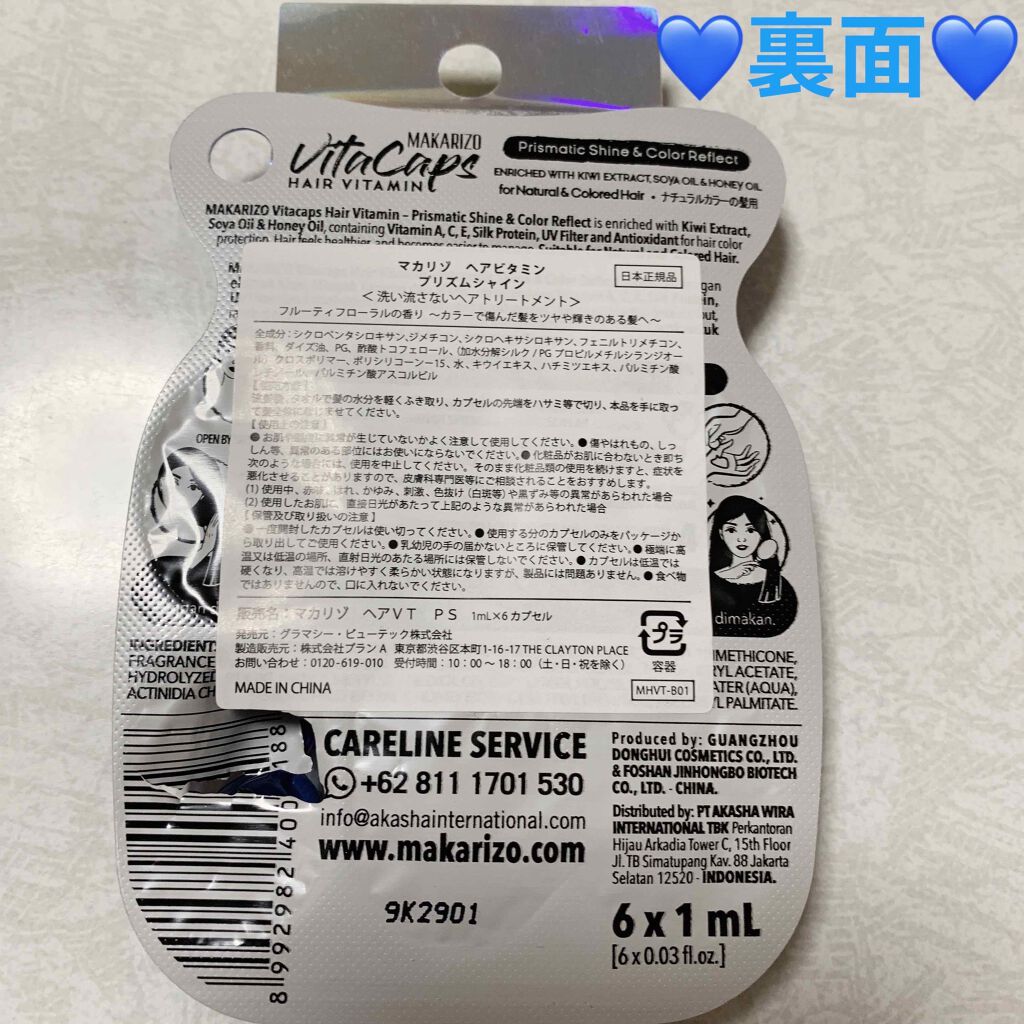 💙裏面💙
MAKARIZO
VitaCaps
HAIR VITAMIN
Prismatic Shine & Color Reflect
ENRICHED WITH KIWI EXTRACT, SOYA OIL & HONEY OIL
for Natural & Colored Hair • ナチュラルカラーの髪用
MAKARIZO Vitacaps Hair Vitamin – Prismatic Shine & Color Reflect is enriched with Kiwi Extract,
Soya Oil & Honey Oil, containing Vitamin A, C, E, Silk Protein, UV Filter and Antioxidant for hair color
protection. Hair feels healthier and becomes easier to manage. Suitable for Natural and Colored Hair.
マカリゾ ヘアビタミン
プリズムシャイン
日本正規品
＜洗い流さないヘアトリートメント＞
フルーティフローラルの香り 〜カラーで傷んだ髪をツヤや輝きのある髪へ〜
全成分：シクロペンタシロキサン,ジメチコン、シクロヘキサシロキサン、フェニルトリメチコン、
香料、ダイズ油、PG、酢酸トコフェロール、（加水分解シルク/PG プロピルメチルシランジオー
ル）クロスポリマー、ポリシリコーン－15、水、キウイエキス、ハチミツエキス、パルミチン酸
レチノール、パルミチン酸アスコルビル
【使用方法】
洗髪後、タオルで髪の水分を軽くふき取り、カプセルの先端をハサミ等で切り、本品を手に取っ
て髪全体になじませてください。
【使用上の注意】
●お肌や頭皮に異常が生じていないかよく注意して使用してください。●傷やはれもの、しっ
しん等、異常のある部位にはお使いにならないでください。●化粧品がお肌に合わないとき即ち
次のような場合には、使用を中止してください。そのまま化粧品類の使用を続けますと、症状を
悪化させることがありますので、皮膚科専門医等にご相談されることをおすすめします。
(1) 使用中、赤み、はれ、かゆみ、刺激、色抜け（白斑等）や黒ずみ等の異常があらわれた場合
(2) 使用したお肌に、直接日光があたって上記のような異常があらわれた場合
【保管及び取り扱いの注意】
●一度開封したカプセルは使い切ってください。●使用する分のカプセルのみをパッケージか
ら取り出してご使用ください。●乳幼児の手の届かないところに保管してください。●極端に高
温又は低温の場所、直射日光のあたる場所には保管しないでください。●カプセルは低温では
硬くなり、高温では溶けやすく柔らかい状態になりますが、製品には問題ありません。●食べ物
ではありませんので、口に入れないでください。
販売名：マカリゾ ヘアVT PS 1mL×6カプセル
発売元：グラマシー・ビューテック株式会社
製造販売元：株式会社プランA 東京都渋谷区本町1-16-17 THE CLAYTON PLACE
お問い合わせ：0120-619-010 受付時間：10：00〜18：00（土・日・祝を除く）
プラ
容器
MADE IN CHINA
MHVT-B01
OPEN BY
dimakan.
INGREDIENT
FRAGRANCE
HYDROLYZED
ACTINIDIA CH
IMETHICONE,
RYL ACETATE,
ATER (AQUA),
YL PALMITATE.
CARELINE SERVICE
+62 811 1701 530
info@akashainternational.com
www.makarizo.com
9K2901
Produced by: GUANGZHOU
DONGHUI COSMETICS CO., LTD.
& FOSHAN JINHONGBO BIOTECH
CO., LTD. - CHINA.
Distributed by: PT AKASHA WIRA
INTERNATIONAL TBK Perkantoran
Hijau Arkadia Tower C, 15th Floor
Jl. TB Simatupang Kav. 88 Jakarta
Selatan 12520 - INDONESIA.
6 x 1 mL
[6 x 0.03 fl.oz.]